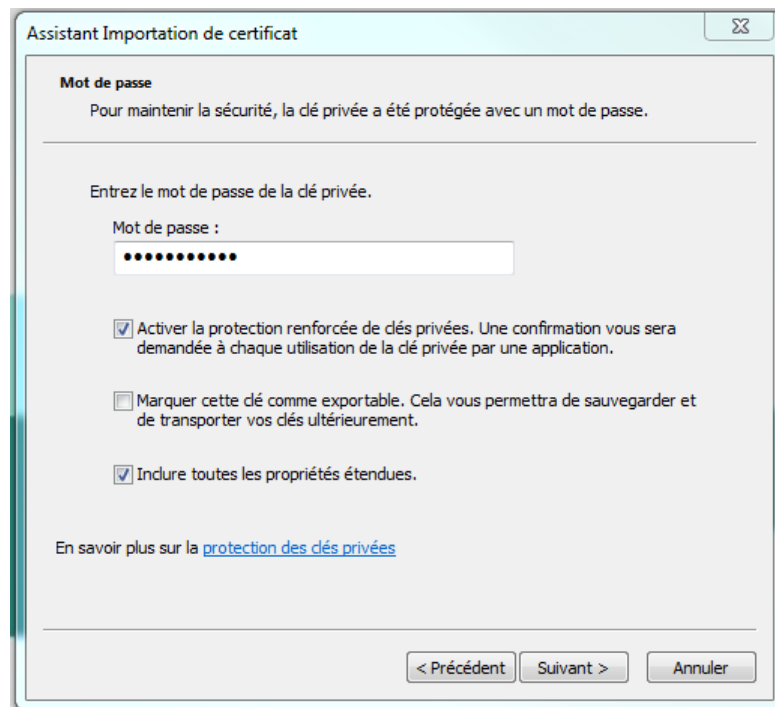 Assistant Importation de certificat
Mot de passe
Pour maintenir la sécurité, la clé privée a été protégée avec un mot de passe.
Entrez le mot de passe de la clé privée.
Mot de passe :
•••••••••••
Activer la protection renforcée de clés privées. Une confirmation vous sera
demandée à chaque utilisation de la clé privée par une application.
Marquer cette clé comme exportable. Cela vous permettra de sauvegarder et
de transporter vos clés ultérieurement.
Inclure toutes les propriétés étendues.
En savoir plus sur la protection des clés privées
< Précédent Suivant > Annuler